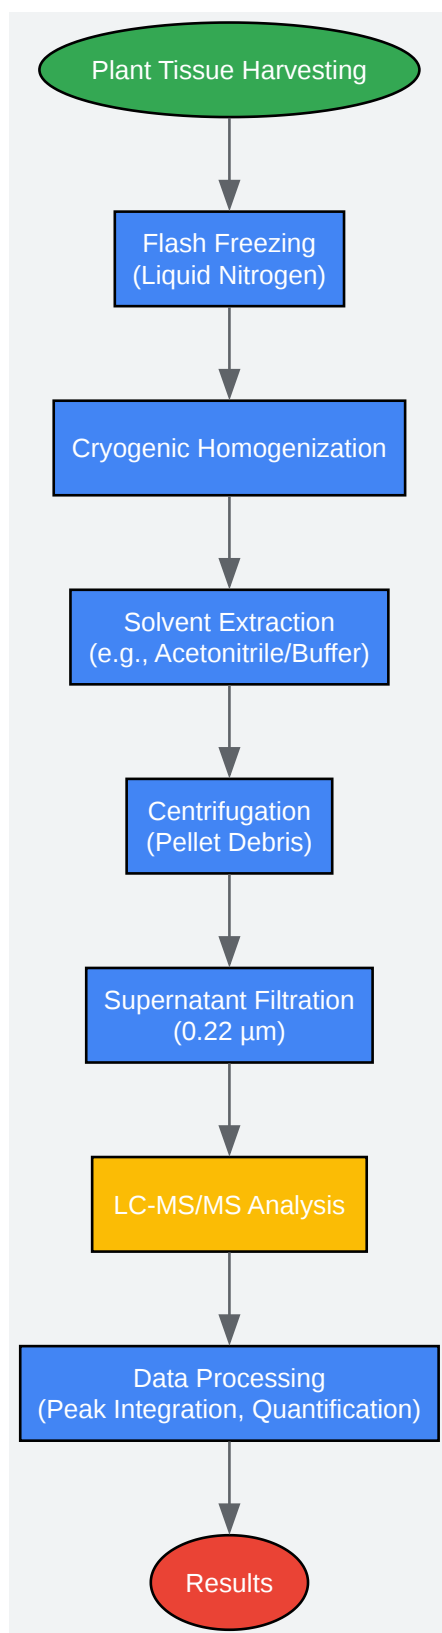 Plant Tissue Harvesting
Flash Freezing
(Liquid Nitrogen)
Cryogenic Homogenization
Solvent Extraction
(e.g., Acetonitrile/Buffer)
Centrifugation
(Pellet Debris)
Supernatant Filtration
(0.22 µm)
LC-MS/MS Analysis
Data Processing
(Peak Integration, Quantification)
Results